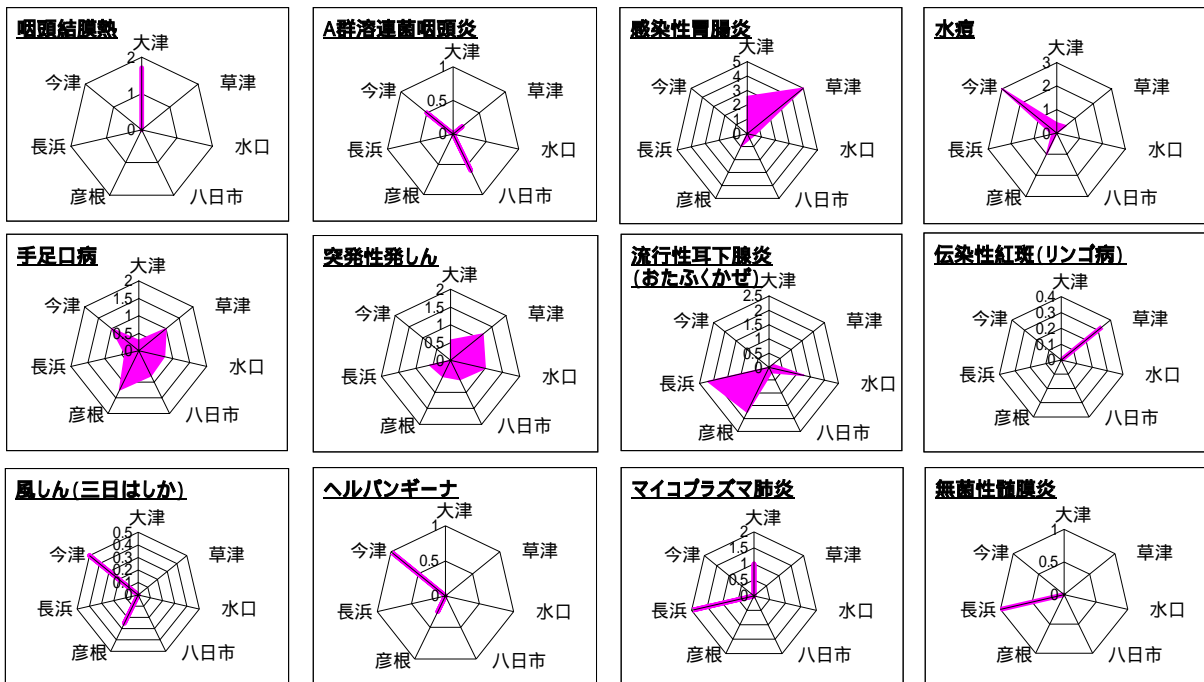 咽頭結膜熱
大津
2
1
0
草津
水口
八日市
彦根
長浜
今津
A群溶連菌咽頭炎
大津
1
0.5
0
草津
水口
八日市
彦根
長浜
今津
感染性胃腸炎
大津
5
4
3
2
1
0
草津
水口
八日市
彦根
長浜
今津
水痘
大津
3
2
1
0
草津
水口
八日市
彦根
長浜
今津
手足口病
大津
2
1.5
1
0.5
0
草津
水口
八日市
彦根
長浜
今津
突発性発しん
大津
2
1.5
1
0.5
0
草津
水口
八日市
彦根
長浜
今津
流行性耳下腺炎
(おたふくかぜ)
大津
2.5
2
1.5
1
0.5
0
草津
水口
八日市
彦根
長浜
今津
伝染性紅斑(リンゴ病)
大津
0.4
0.3
0.2
0.1
0
草津
水口
八日市
彦根
長浜
今津
風しん(三日はしか)
大津
0.5
0.4
0.3
0.2
0.1
0
草津
水口
八日市
彦根
長浜
今津
ヘルパンギーナ
大津
1
0.5
0
草津
水口
八日市
彦根
長浜
今津
マイコプラズマ肺炎
大津
2
1.5
1
0.5
0
草津
水口
八日市
彦根
長浜
今津
無菌性髄膜炎
大津
1
0.5
0
草津
水口
八日市
彦根
長浜
今津